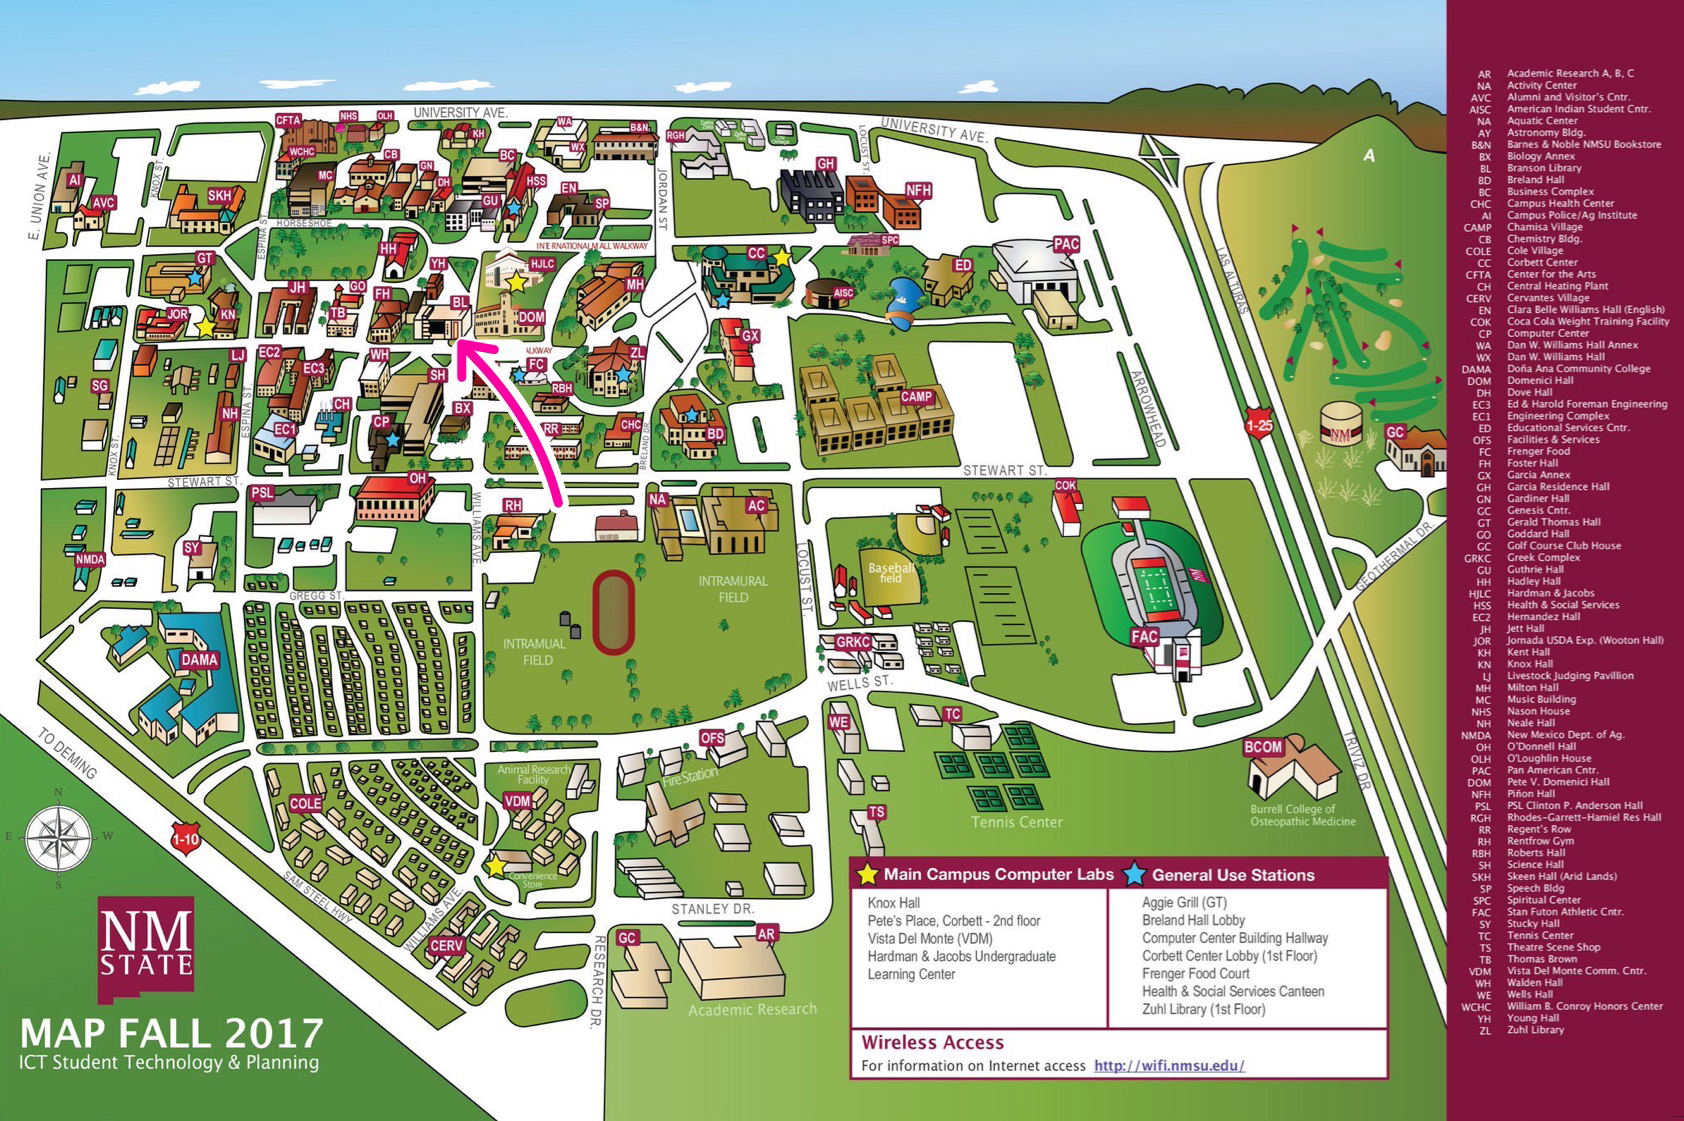 UNIVERSITY AVE.
UNIVERSITY AVE.
CFTA
NHS
OLH
KH
WA
WX
B&N
RGH
LOCUST ST.
A
E. UNION AVE.
KNOX ST.
WCHC
CB
GN
MC
DH
BC
HSS
EN
GU
SP
GH
NFH
AI
AVC
SKH
HORSESHOE
ESPINA ST.
JORDAN ST
INTERNATIONAL MALL WALKWAY
HH
GT
YH
HJLC
MH
CC
SPC
ED
PAC
AISC
LAS ALTURAS
JH
GO
FH
TB
BL
DOM
JOR
KN
GX
ALKWAY
LJ
EC2
EC3
WH
SH
FC
ZL
RBH
SG
NH
CH
EC1
CP
BX
RR
CHC
BD
CAMP
ARROWHEAD
I-25
NM
STATE
GC
ESPINA ST.
KNOX ST.
BRELAND DR.
STEWART ST.
STEWART ST.
PSL
OH
WILLIAMS AVE.
RH
NA
AC
COK
NMDA
SY
GREGG ST.
INTRAMURAL
FIELD
INTRAMUAL
FIELD
LOCUST ST.
Baseball
field
GRKC
FAC
GEOTHERMAL DR.
DAMA
WELLS ST.
TO DEMING
OFS
Fire Station
WE
TC
TS
Tennis Center
BCOM
Burrell College of
Osteopathic Medicine
TRIVIZ DR.
Animal Research
Facility
VDM
Convenience
Store
COLE
I-10
SAM STEEL HWY
WILLIAMS AVE.
CERV
STANLEY DR.
RESEARCH DR.
GC
AR
Academic Research
N
E W
S
NM
STATE
MAP FALL 2017
ICT Student Technology & Planning
Main Campus Computer Labs
Knox Hall
Pete's Place, Corbett - 2nd floor
Vista Del Monte (VDM)
Hardman & Jacobs Undergraduate
Learning Center
General Use Stations
Aggie Grill (GT)
Breland Hall Lobby
Computer Center Building Hallway
Corbett Center Lobby (1st Floor)
Frenger Food Court
Health & Social Services Canteen
Zuhl Library (1st Floor)
Wireless Access
For information on Internet access http://wifi.nmsu.edu/
AR Academic Research A, B, C
NA Activity Center
AVC Alumni and Visitor's Cntr.
AISC American Indian Student Cntr.
NA Aquatic Center
AY Astronomy Bldg.
B&N Barnes & Noble NMSU Bookstore
BX Biology Annex
BL Branson Library
BD Breland Hall
BC Business Complex
CHC Campus Health Center
AI Campus Police/Ag Institute
CAMP Chamisa Village
CB Chemistry Bldg.
COLE Cole Village
CC Corbett Center
CFTA Center for the Arts
CH Central Heating Plant
CERV Cervantes Village
EN Clara Belle Williams Hall (English)
COK Coca Cola Weight Training Facility
CP Computer Center
WA Dan W. Williams Hall Annex
WX Dan W. Williams Hall
DAMA Doña Ana Community College
DOM Domenici Hall
DH Dove Hall
EC3 Ed & Harold Foreman Engineering
EC1 Engineering Complex
ED Educational Services Cntr.
OFS Facilities & Services
FC Frenger Food
FH Foster Hall
GX Garcia Annex
GH Garcia Residence Hall
GN Gardiner Hall
GC Genesis Cntr.
GT Gerald Thomas Hall
GO Goddard Hall
GC Golf Course Club House
GRKC Greek Complex
GU Guthrie Hall
HH Hadley Hall
HJLC Hardman & Jacobs
HSS Health & Social Services
EC2 Hernandez Hall
JH Jett Hall
JOR Jornada USDA Exp. (Wooton Hall)
KH Kent Hall
KN Knox Hall
LJ Livestock Judging Pavillion
MH Milton Hall
MC Music Building
NHS Nason House
NH Neale Hall
NMDA New Mexico Dept. of Ag.
OH O'Donnell Hall
OLH O'Loughlin House
PAC Pan American Cntr.
DOM Pete V. Domenici Hall
NFH Piñon Hall
PSL PSL Clinton P. Anderson Hall
RGH Rhodes-Garrett-Hamiel Res Hall
RR Regent's Row
RH Rentfrow Gym
RBH Roberts Hall
SH Science Hall
SKH Skeen Hall (Arid Lands)
SP Speech Bldg
SPC Spiritual Center
FAC Stan Futon Athletic Cntr.
SY Stucky Hall
TC Tennis Center
TS Theatre Scene Shop
TB Thomas Brown
VDM Vista Del Monte Comm. Cntr.
WH Walden Hall
WE Wells Hall
WCHC William B. Conroy Honors Center
YH Young Hall
ZL Zuhl Library